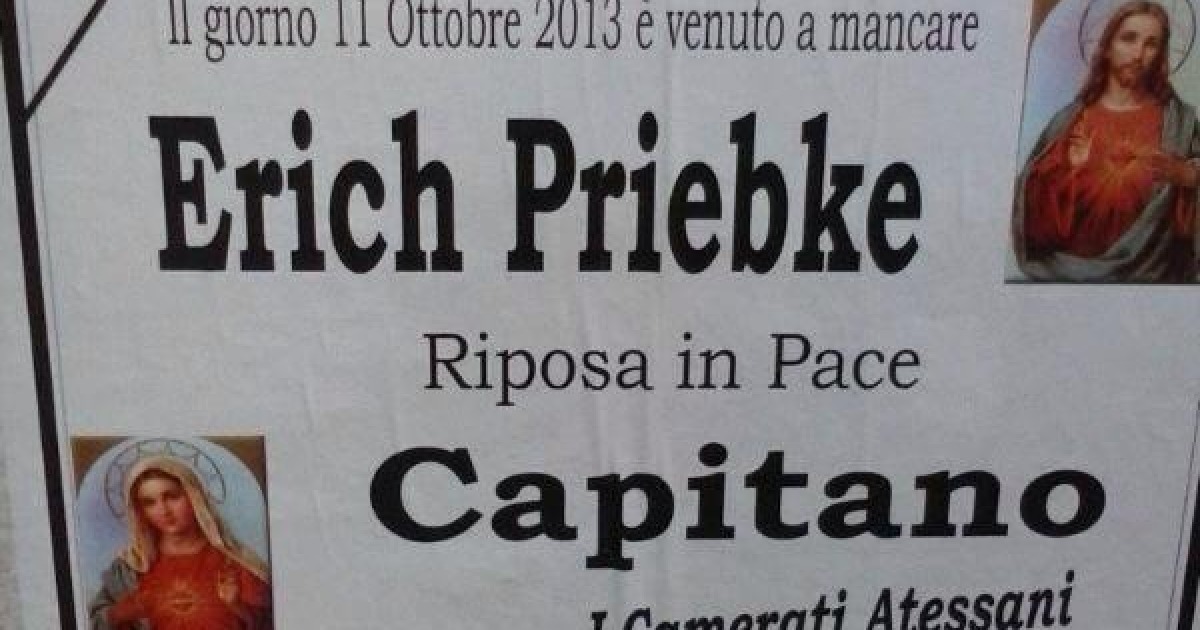 Il giorno 11 Ottobre 2013 è venuto a mancare
Erich Priebke
Riposa in Pace
Capitano
I Camerati Atessani